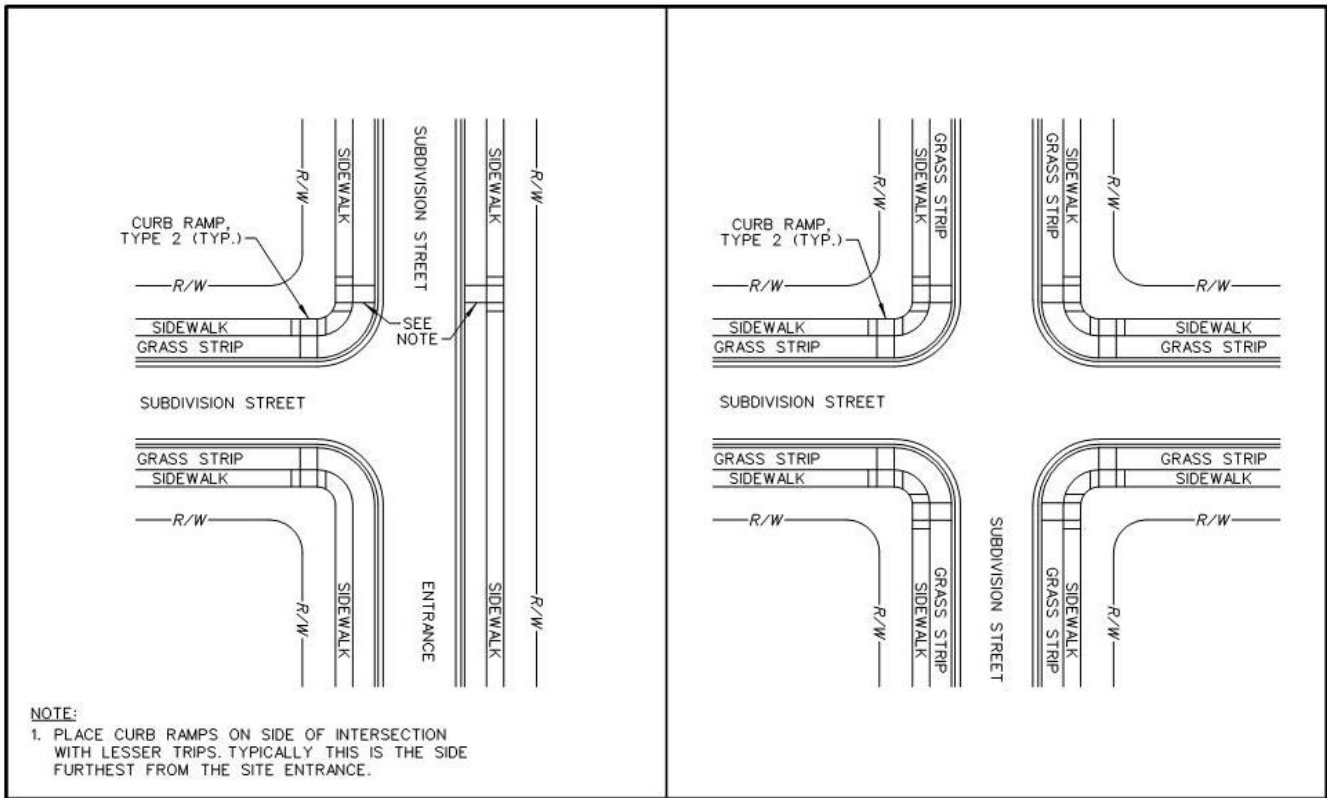 SUBDIVISION STREET
SIDEWALK
SIDEWALK
R/W
R/W
CURB RAMP,
TYPE 2 (TYP.)
R/W
SEE
NOTE
SIDEWALK
GRASS STRIP
SUBDIVISION STREET
GRASS STRIP
SIDEWALK
R/W
R/W
SIDEWALK
ENTRANCE
SIDEWALK
R/W
NOTE:
1. PLACE CURB RAMPS ON SIDE OF INTERSECTION
WITH LESSER TRIPS. TYPICALLY THIS IS THE SIDE
FURTHEST FROM THE SITE ENTRANCE.
R/W
SIDEWALK
GRASS STRIP
GRASS STRIP
SIDEWALK
R/W
CURB RAMP,
TYPE 2 (TYP.)
R/W
R/W
SIDEWALK
GRASS STRIP
SIDEWALK
GRASS STRIP
SUBDIVISION STREET
GRASS STRIP
SIDEWALK
GRASS STRIP
SIDEWALK
R/W
R/W
R/W
SIDEWALK
GRASS STRIP
SUBDIVISION STREET
GRASS STRIP
SIDEWALK
R/W